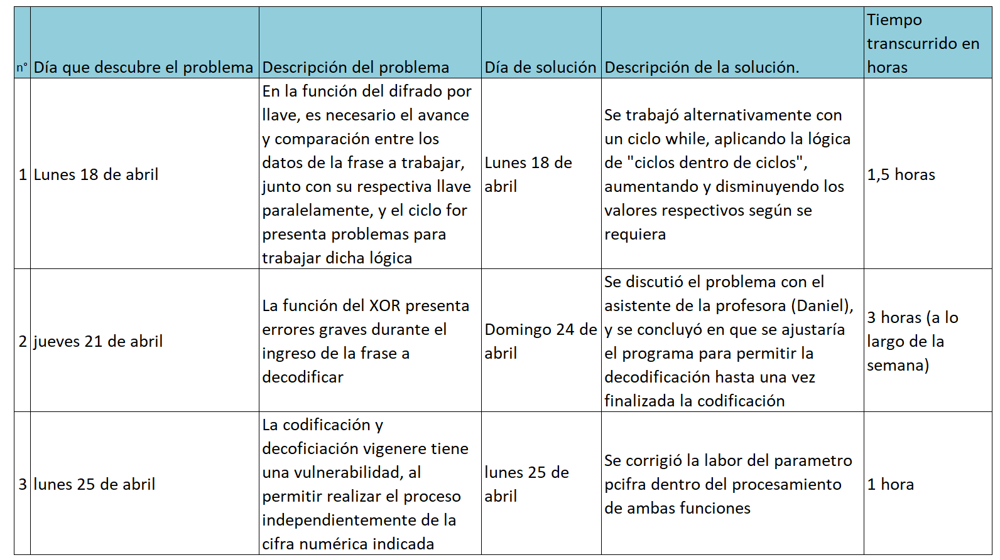 n° Día que descubre el problema Descripción del problema Día de solución Descripción de la solución. Tiempo
transcurrido en
horas
1 Lunes 18 de abril
En la función del difrado por
llave, es necesario el avance
y comparación entre los
datos de la frase a trabajar,
junto con su respectiva llave
paralelamente, y el ciclo for
presenta problemas para
trabajar dicha lógica
Lunes 18 de
abril
Se trabajó alternativamente con
un ciclo while, aplicando la lógica
de "ciclos dentro de ciclos",
aumentando y disminuyendo los
valores respectivos según se
requiera
1,5 horas
2 jueves 21 de abril
La función del XOR presenta
errores graves durante el
ingreso de la frase a
decodificar
Domingo 24 de
abril
Se discutió el problema con el
asistente de la profesora (Daniel),
y se concluyó en que se ajustaría
el programa para permitir la
decodificación hasta una vez
finalizada la codificación
3 horas (a lo
largo de la
semana)
3 lunes 25 de abril
La codificación y
decoficiación vigenere tiene
una vulnerabilidad, al
permitir realizar el proceso
independientemente de la
cifra numérica indicada
lunes 25 de
abril
Se corrigió la labor del parametro
pcifra dentro del procesamiento
de ambas funciones
1 hora